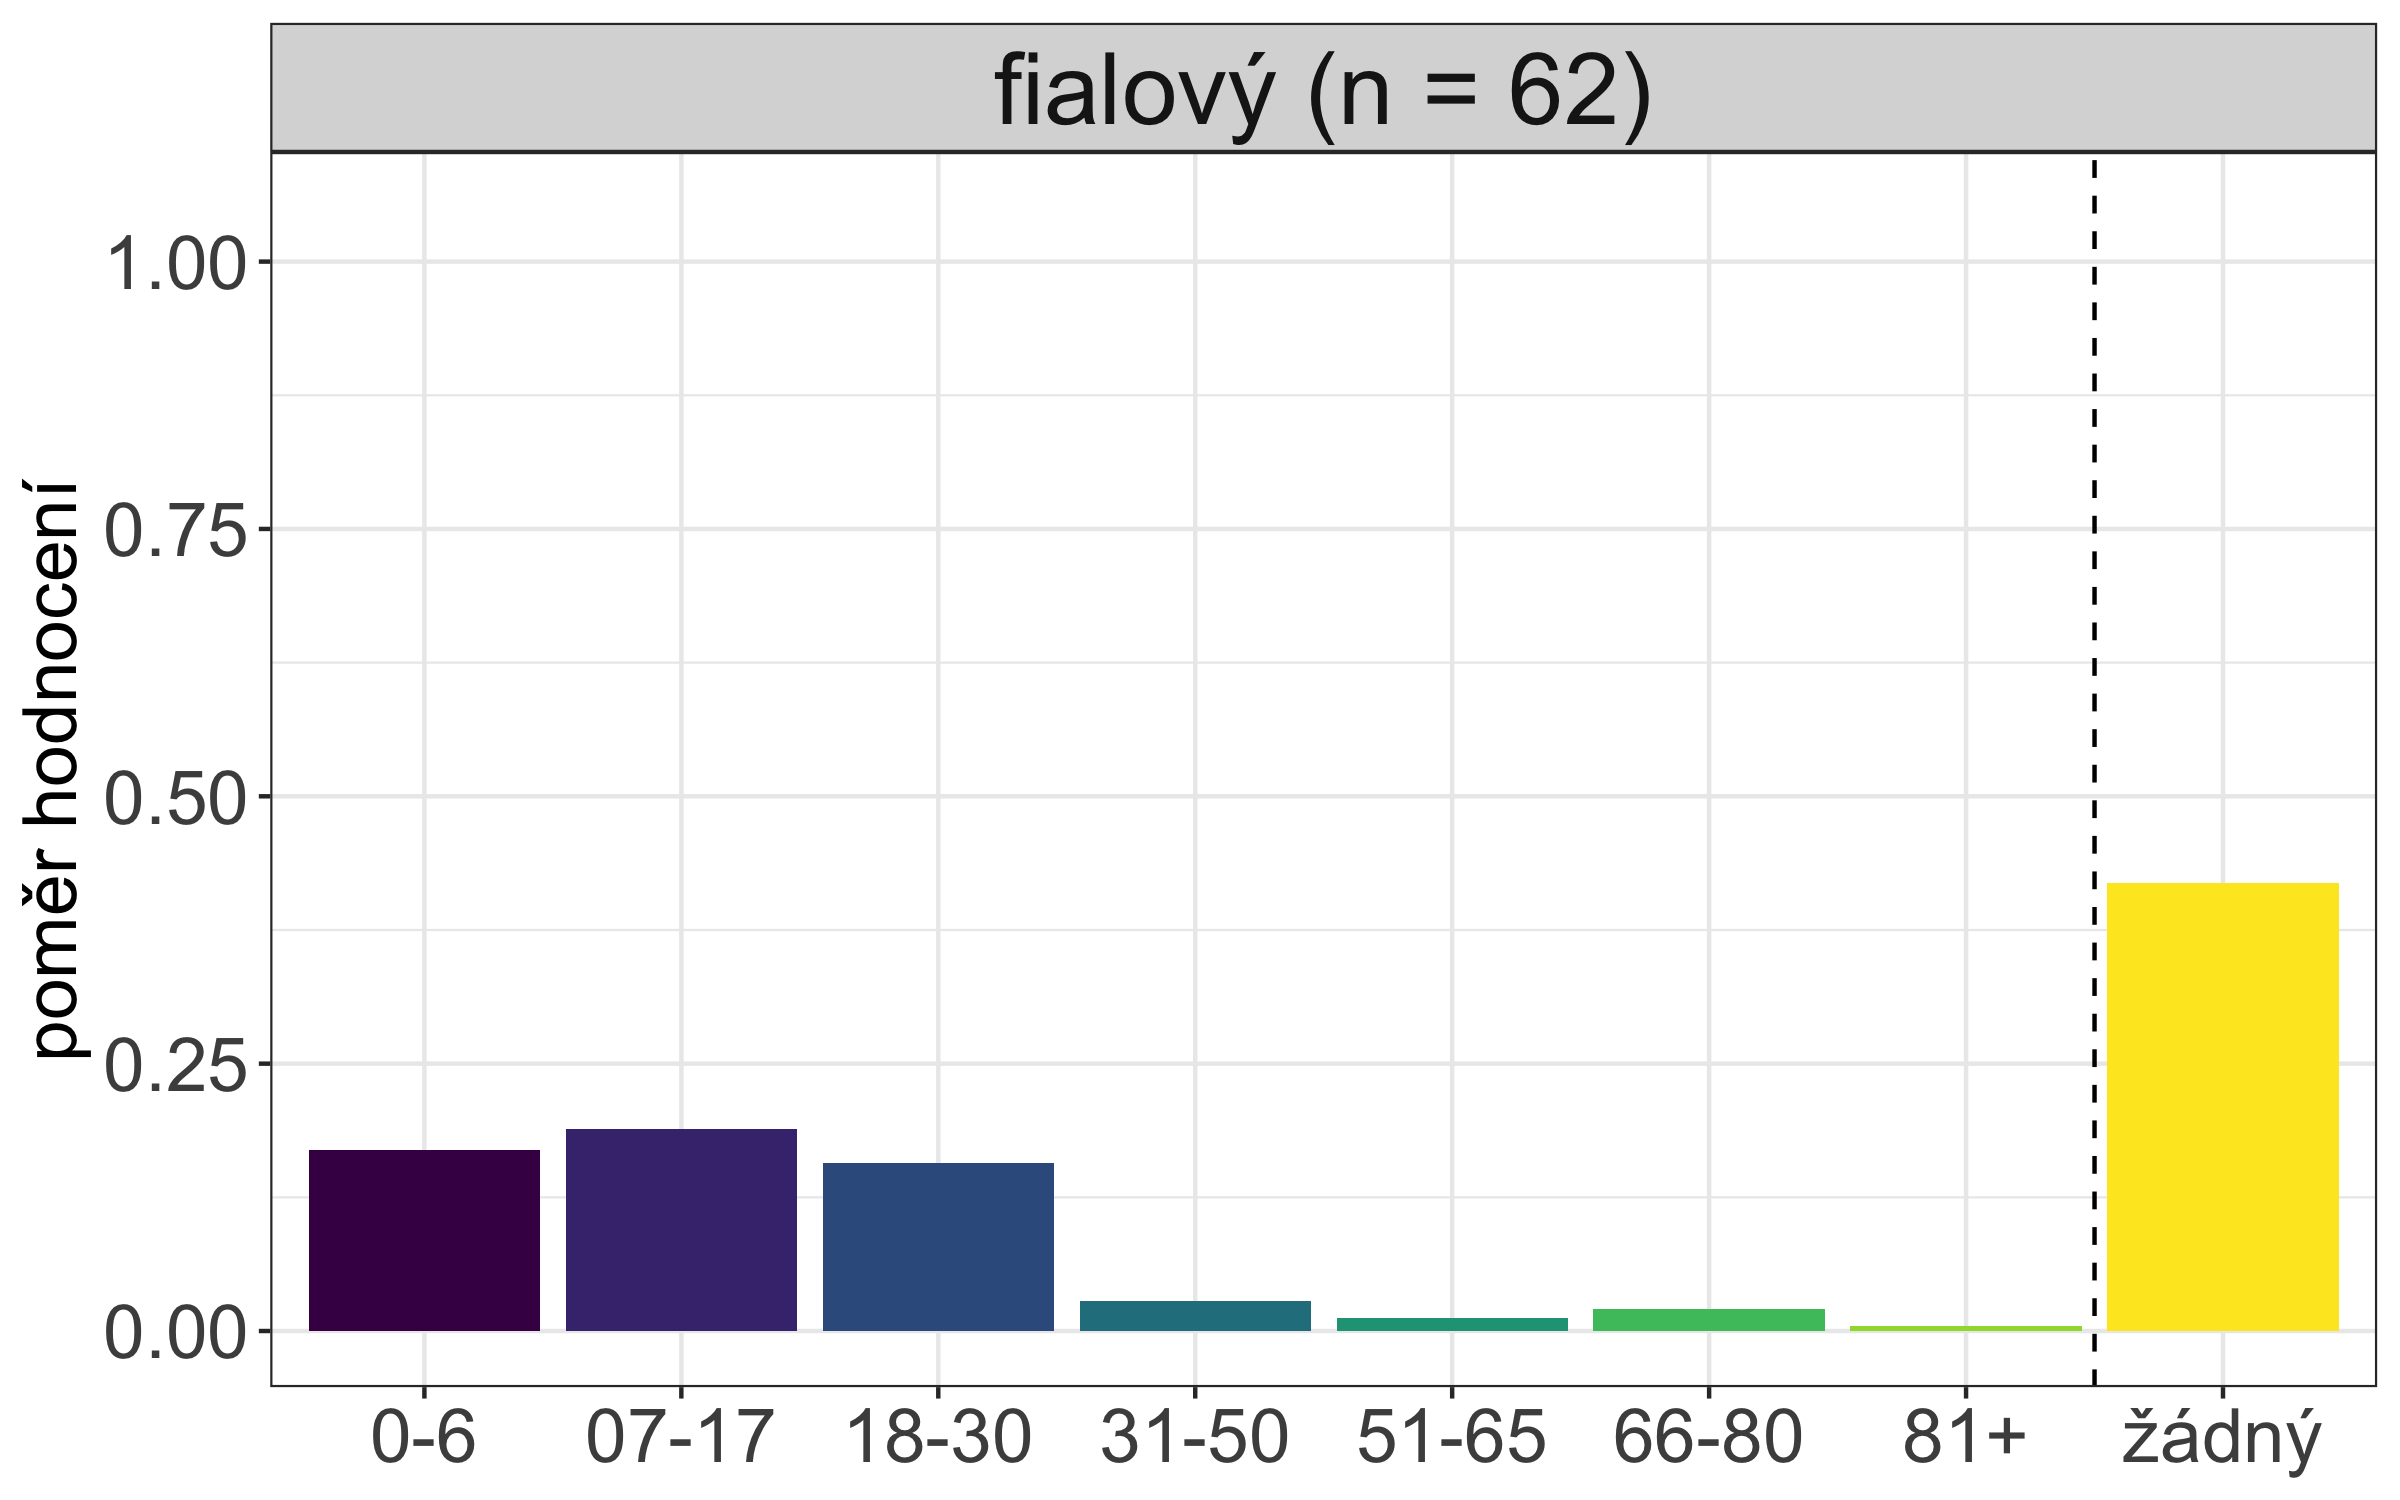 fialový (n = 62)
poměr hodnocení
1.00
0.75
0.50
0.25
0.00
0-6 07-17 18-30 31-50 51-65 66-80 81+ žádný